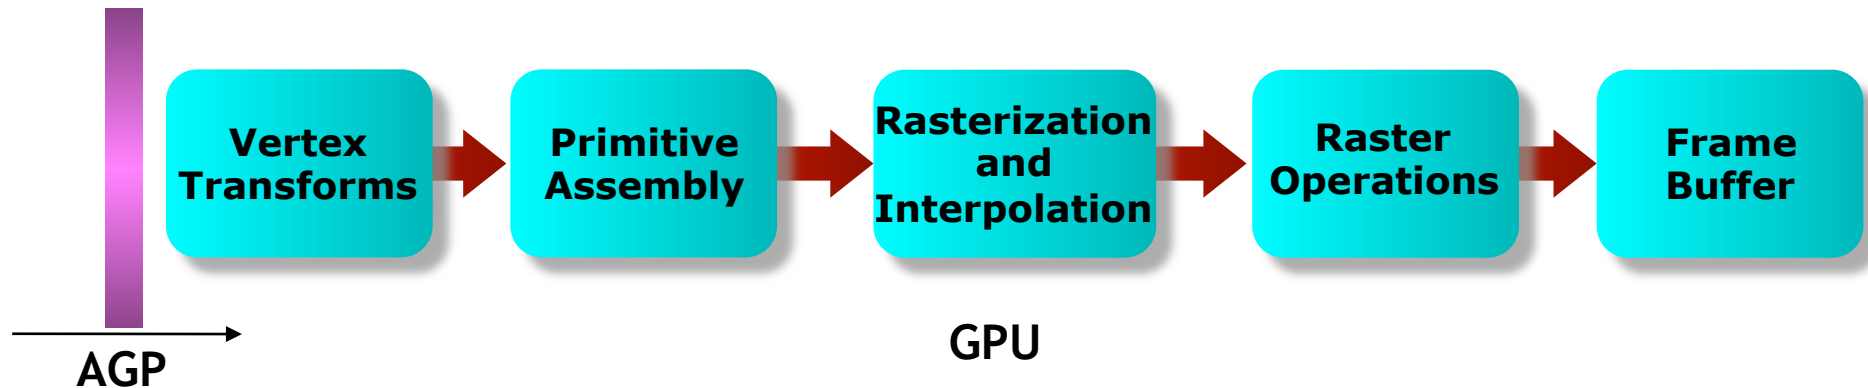 Vertex
Transforms
Primitive
Assembly
Rasterization
and
Interpolation
Raster
Operations
Frame
Buffer
AGP
GPU